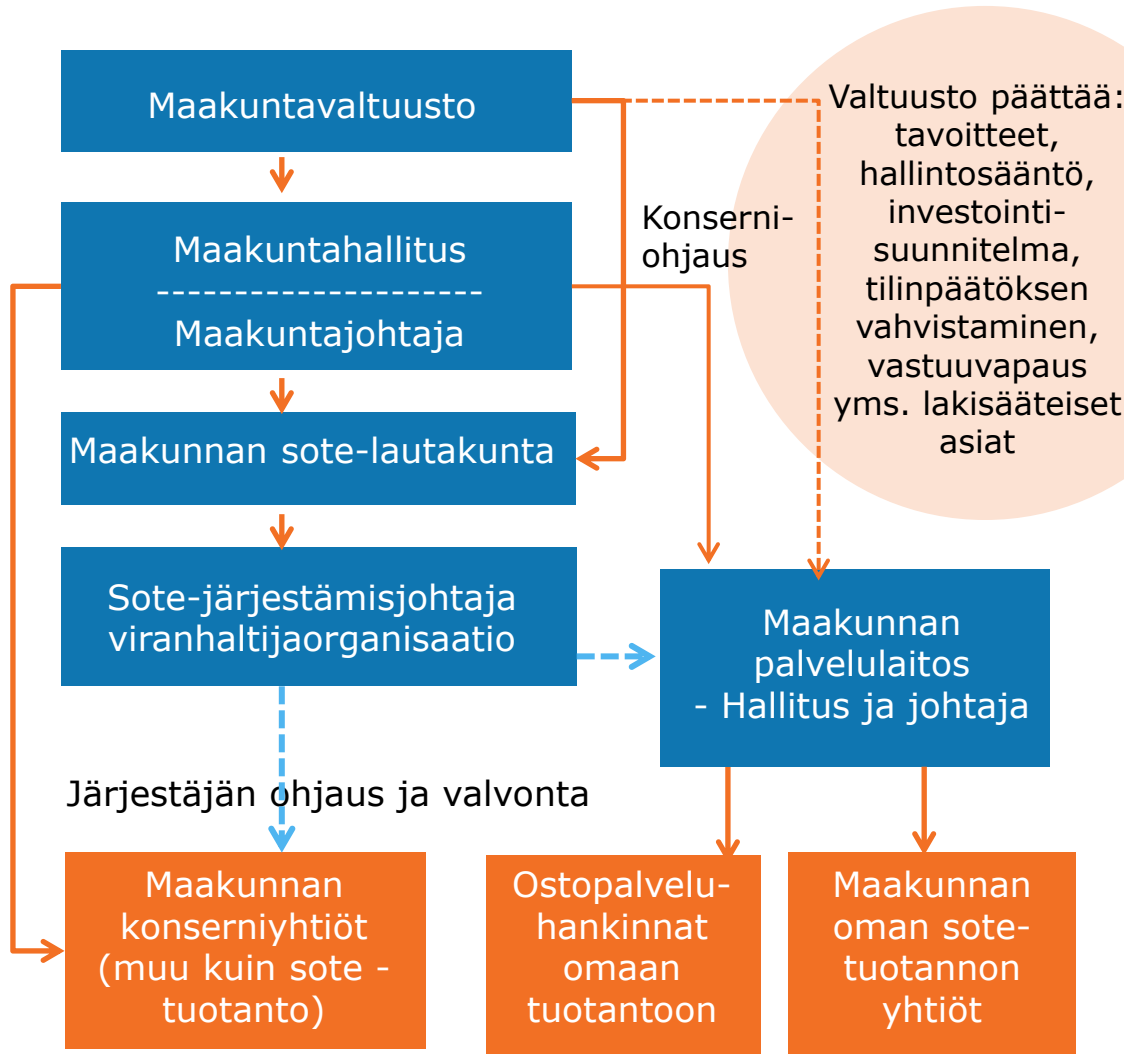 Maakuntavaltuusto
Valtuusto päättää:
tavoitteet,
hallintosääntö,
investointi-
suunnitelma,
tilinpäätöksen
vahvistaminen,
vastuuvapaus
yms. lakisääteiset
asiat
Maakuntahallitus
----------------------
Maakuntajohtaja
Konserni-
ohjaus
Maakunnan sote-lautakunta
Sote-järjestämisjohtaja
viranhaltijaorganisaatio
Maakunnan
palvelulaitos
- Hallitus ja johtaja
Järjestäjän ohjaus ja valvonta
Maakunnan
konserniyhtiöt
(muu kuin sote -
tuotanto)
Ostopalvelu-
hankinnat
omaan
tuotantoon
Maakunnan
oman sote-
tuotannon
yhtiöt